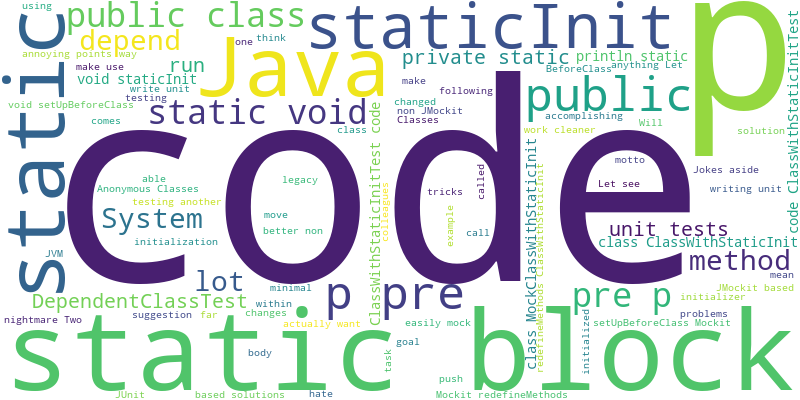 using
public class
staticInit
p
depend
one
think
annoying points
way
Java
private static
println static
make use
run
BeforeClass
anything Let
void staticInit
write unit
make
static
testing
static void
changed
following
public
void setUpBeforeClass
non JMockit
accomplishing
Will
comes
Classes
class
work cleaner
solution
code
able
legacy
motto
Jokes aside
Anonymous Classes
tricks
called
Let see
writing unit
testing another
colleagues
System
move
example
unit tests
better non
call
initialization
class ClassWithStaticInit
JVM
ClassWithStaticInitTest code
class MockClassWithStaticInit
redefineMethods ClassWithStaticInit
code ClassWithStaticInitTest
method
lot
minimal
mean
p pre
pre p
JMockit based
DependentClassTest
within
initializer
suggestion
far
changes
problems
nightmare Two
actually want
easily mock
setUpBeforeClass Mockit
static block
goal
initialized
body
task
push
JUnit
based solutions
hate
Mockit redefineMethods